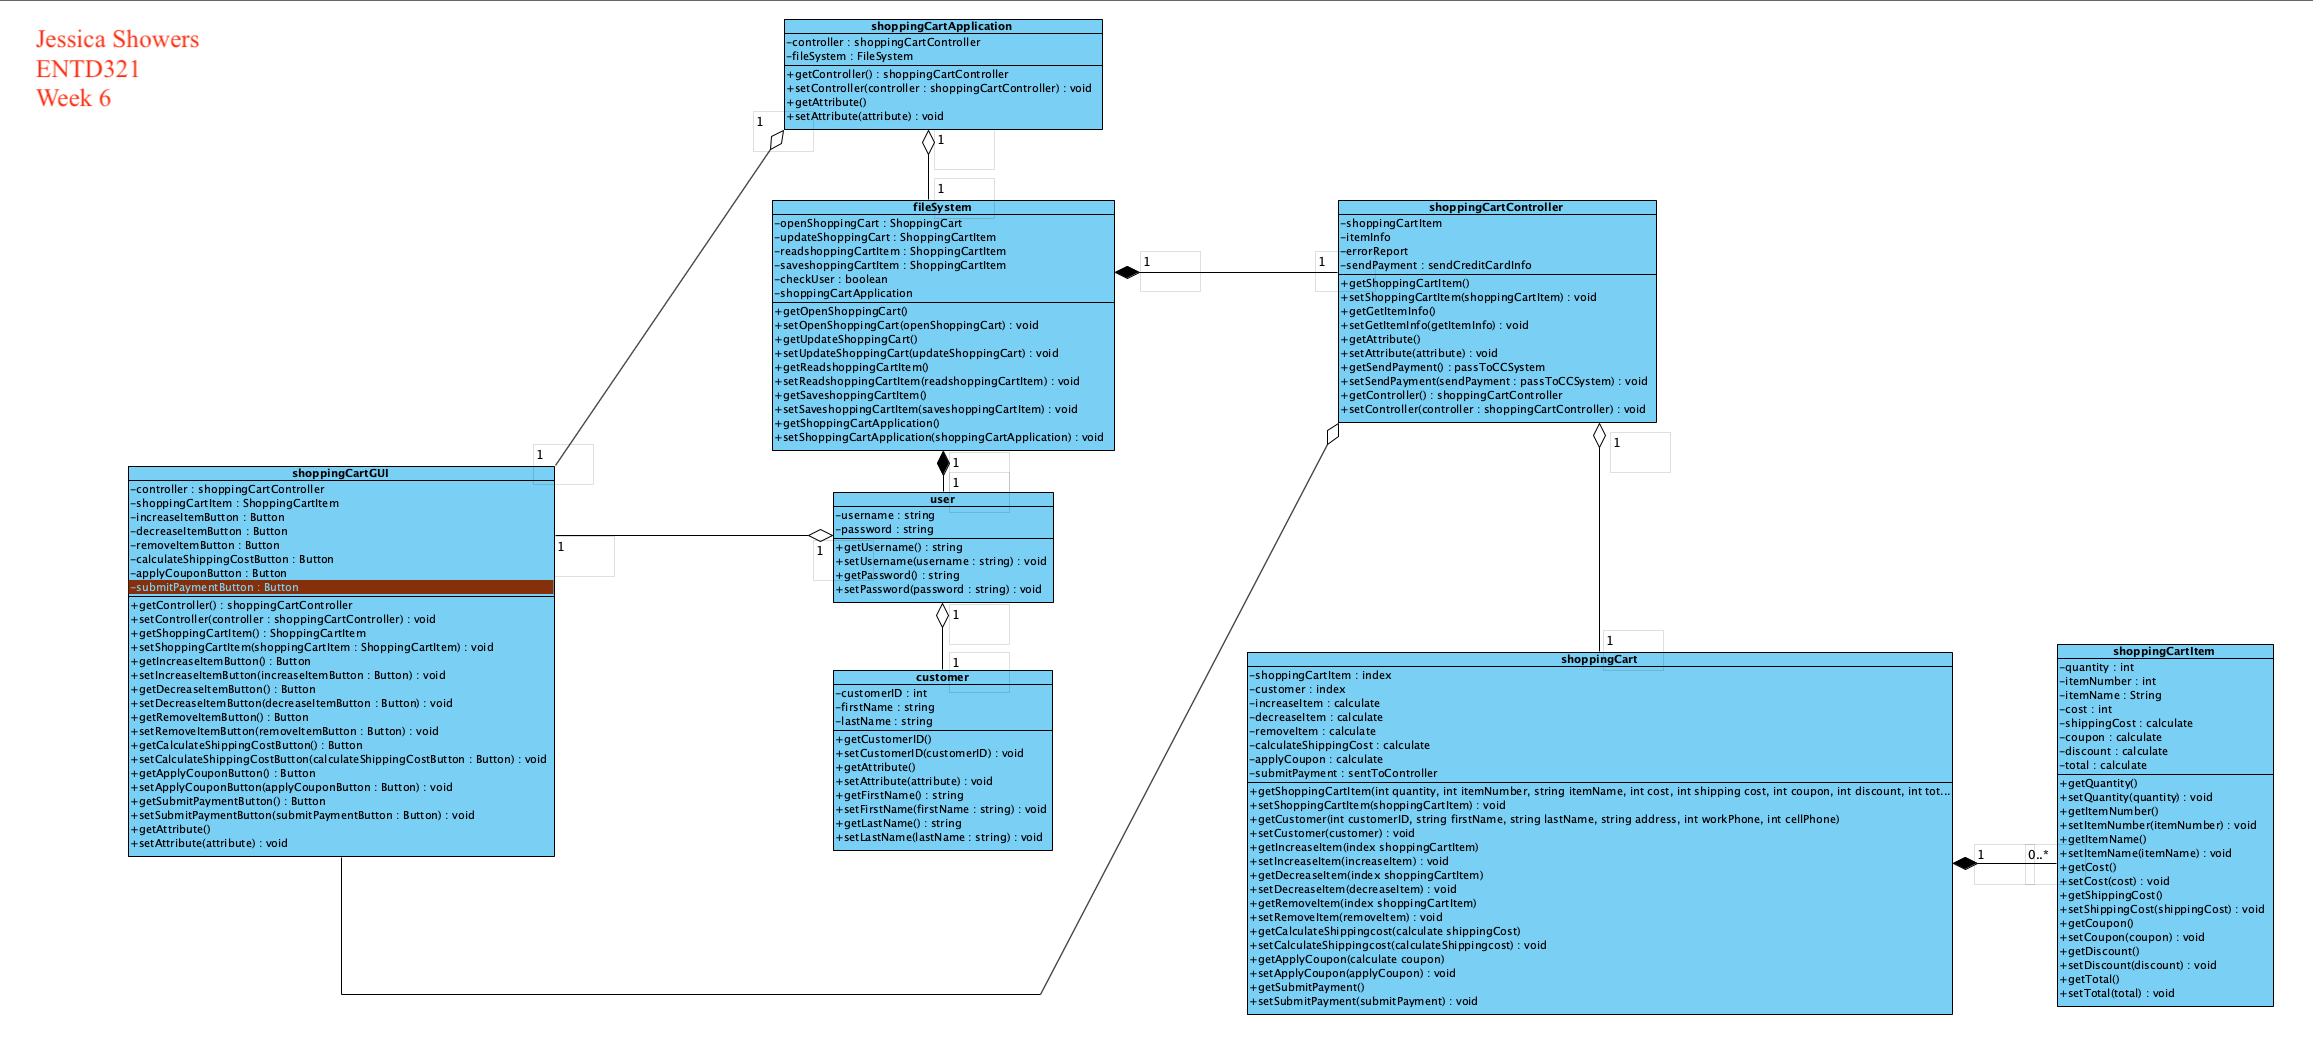 Jessica Showers
ENTD321
Week 6
shoppingCartApplication
-controller : shoppingCartController
-fileSystem : FileSystem
+getController() : shoppingCartController
+setController(controller : shoppingCartController) : void
+getAttribute()
+setAttribute(attribute) : void
1
1
1
fileSystem
-openShoppingCart : ShoppingCart
-updateShoppingCart : ShoppingCartItem
-readshoppingCartItem : ShoppingCartItem
-saveshoppingCartItem : ShoppingCartItem
-checkUser : boolean
-shoppingCartApplication
+getOpenShoppingCart()
+setOpenShoppingCart(openShoppingCart) : void
+getUpdateShoppingCart()
+setUpdateShoppingCart(updateShoppingCart) : void
+getReadshoppingCartItem()
+setReadshoppingCartItem(readshoppingCartItem) : void
+getSaveshoppingCartItem()
+setSaveshoppingCartItem(saveshoppingCartItem) : void
+getShoppingCartApplication()
+setShoppingCartApplication(shoppingCartApplication) : void
1
1
shoppingCartController
-shoppingCartItem
-itemInfo
-errorReport
-sendPayment : sendCreditCardInfo
+getShoppingCartItem()
+setShoppingCartItem(shoppingCartItem) : void
+getGetItemInfo()
+setGetItemInfo(getItemInfo) : void
+getAttribute()
+setAttribute(attribute) : void
+getSendPayment() : passToCCSystem
+setSendPayment(sendPayment : passToCCSystem) : void
+getController() : shoppingCartController
+setController(controller : shoppingCartController) : void
1
1
shoppingCartGUI
-controller : shoppingCartController
-shoppingCartItem : ShoppingCartItem
-increaseItemButton : Button
-decreaseItemButton : Button
-removeItemButton : Button
-calculateShippingCostButton : Button
-applyCouponButton : Button
-submitPaymentButton : Button
+getController() : shoppingCartController
+setController(controller : shoppingCartController) : void
+getShoppingCartItem() : ShoppingCartItem
+setShoppingCartItem(shoppingCartItem : ShoppingCartItem) : void
+getIncreaseItemButton() : Button
+setIncreaseItemButton(increaseItemButton : Button) : void
+getDecreaseItemButton() : Button
+setDecreaseItemButton(decreaseItemButton : Button) : void
+getRemoveItemButton() : Button
+setRemoveItemButton(removeItemButton : Button) : void
+getCalculateShippingCostButton() : Button
+setCalculateShippingCostButton(calculateShippingCostButton : Button) : void
+getApplyCouponButton() : Button
+setApplyCouponButton(applyCouponButton : Button) : void
+getSubmitPaymentButton() : Button
+setSubmitPaymentButton(submitPaymentButton : Button) : void
+getAttribute()
+setAttribute(attribute) : void
1
1
1
1
user
-username : string
-password : string
+getUsername() : string
+setUsername(username : string) : void
+getPassword() : string
+setPassword(password : string) : void
1
1
customer
-customerID : int
-firstName : string
-lastName : string
+getCustomerID()
+setCustomerID(customerID) : void
+getAttribute()
+setAttribute(attribute) : void
+getFirstName() : string
+setFirstName(firstName : string) : void
+getLastName() : string
+setLastName(lastName : string) : void
1
shoppingCart
-shoppingCartItem : index
-customer : index
-increaseItem : calculate
-decreaseItem : calculate
-removeItem : calculate
-calculateShippingCost : calculate
-applyCoupon : calculate
-submitPayment : sentToController
+getShoppingCartItem(int quantity, int itemNumber, string itemName, int cost, int shipping cost, int coupon, int discount, int tot...
+setShoppingCartItem(shoppingCartItem) : void
+getCustomer(int customerID, string firstName, string lastName, string address, int workPhone, int cellPhone)
+setCustomer(customer) : void
+getIncreaseItem(index shoppingCartItem)
+setIncreaseItem(increaseItem) : void
+getDecreaseItem(index shoppingCartItem)
+setDecreaseItem(decreaseItem) : void
+getRemoveItem(index shoppingCartItem)
+setRemoveItem(removeItem) : void
+getCalculateShippingcost(calculate shippingCost)
+setCalculateShippingcost(calculateShippingcost) : void
+getApplyCoupon(calculate coupon)
+setApplyCoupon(applyCoupon) : void
+getSubmitPayment()
+setSubmitPayment(submitPayment) : void
1
0..*
shoppingCartItem
-quantity : int
-itemNumber : int
-itemName : String
-cost : int
-shippingCost : calculate
-coupon : calculate
-discount : calculate
-total : calculate
+getQuantity()
+setQuantity(quantity) : void
+getItemNumber()
+setItemNumber(itemNumber) : void
+getItemName()
+setItemName(itemName) : void
+getCost()
+setCost(cost) : void
+getShippingCost()
+setShippingCost(shippingCost) : void
+getCoupon()
+setCoupon(coupon) : void
+getDiscount()
+setDiscount(discount) : void
+getTotal()
+setTotal(total) : void